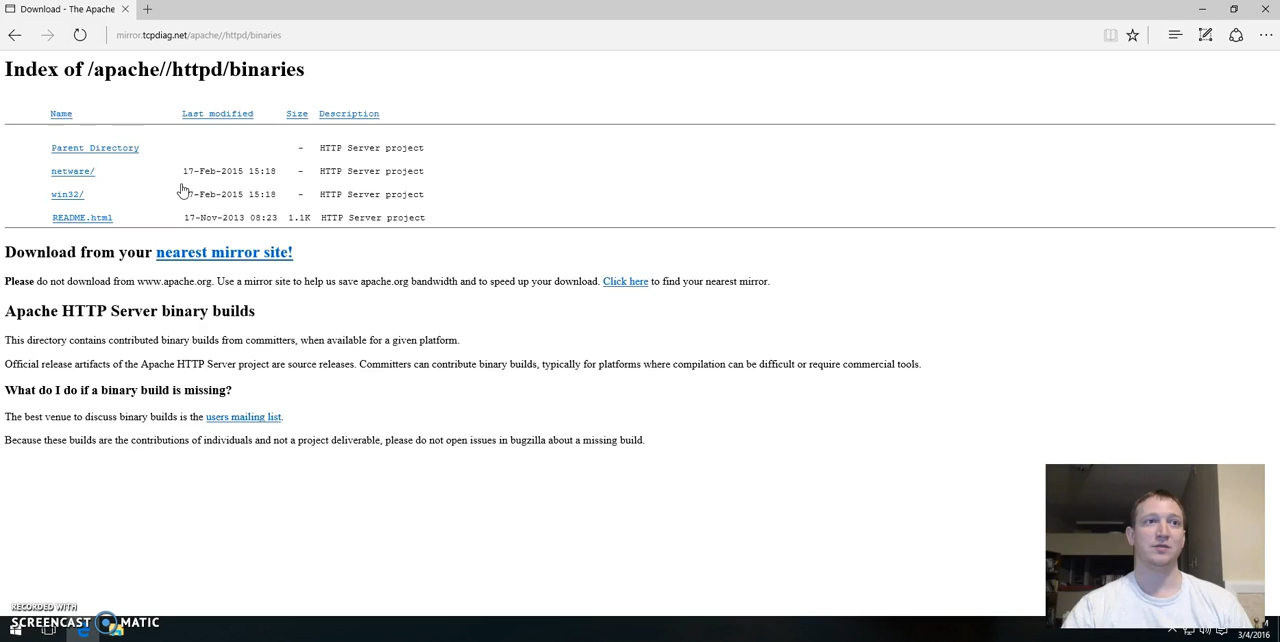 Download - The Apache
mirror.tcpdiag.net/apache//httpd/binaries
Index of /apache//httpd/binaries
Name Last modified Size Description
Parent Directory - HTTP Server project
netware/ 17-Feb-2015 15:18 - HTTP Server project
win32/ 7-Feb-2015 15:18 - HTTP Server project
README.html 17-Nov-2013 08:23 1.1K HTTP Server project
Download from your nearest mirror site!
Please do not download from www.apache.org. Use a mirror site to help us save apache.org bandwidth and to speed up your download. Click here to find your nearest mirror.
Apache HTTP Server binary builds
This directory contains contributed binary builds from committers, when available for a given platform.
Official release artifacts of the Apache HTTP Server project are source releases. Committers can contribute binary builds, typically for platforms where compilation can be difficult or require commercial tools.
What do I do if a binary build is missing?
The best venue to discuss binary builds is the users mailing list.
Because these builds are the contributions of individuals and not a project deliverable, please do not open issues in bugzilla about a missing build.
RECORDED WITH
SCREENCAST MATIC
3/4/2016